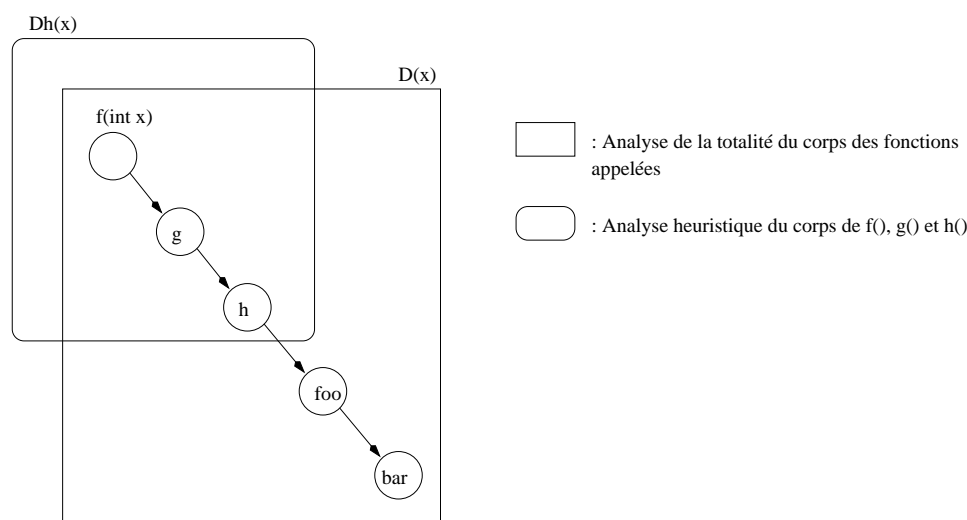 Dh(x)
D(x)
f(int x)
g
h
foo
bar
: Analyse de la totalité du corps des fonctions
appelées
: Analyse heuristique du corps de f(), g() et h()